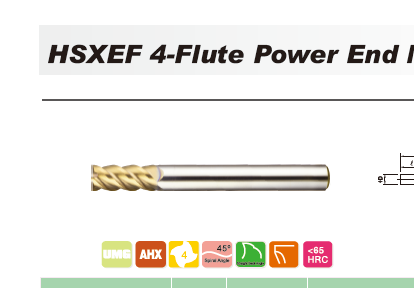 HSXEF 4-Flute Power End
UMG AHX 4 45° <65
Spiral Angle HRC